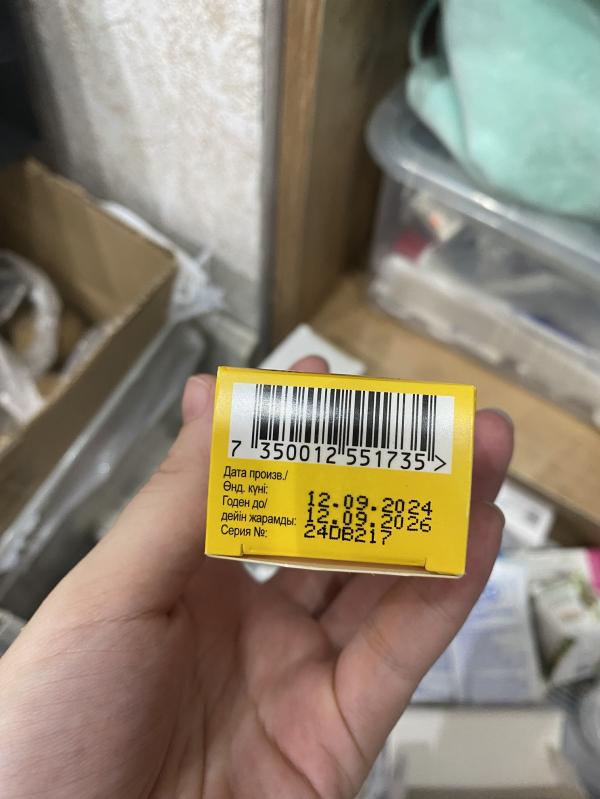 7 350012 551735 >
Дата произв./
Өнд. күні:
Годен до/ 12.09.2024
дейін жарамды: 12.09.2026
Серия №: 24DB217